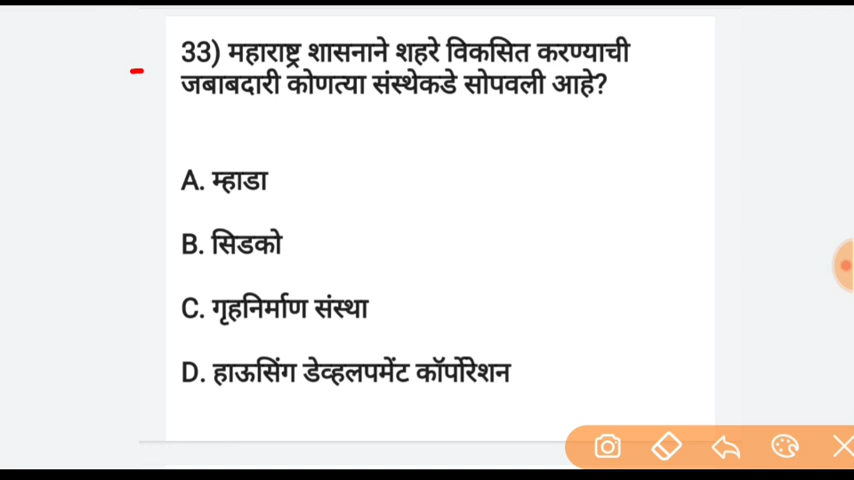 33) महाराष्ट्र शासनाने शहरे विकसित करण्याची
जबाबदारी कोणत्या संस्थेकडे सोपवली आहे?
A. म्हाडा
B. सिडको
C. गृहनिर्माण संस्था
D. हाऊसिंग डेव्हलपमेंट कॉर्पोरेशन